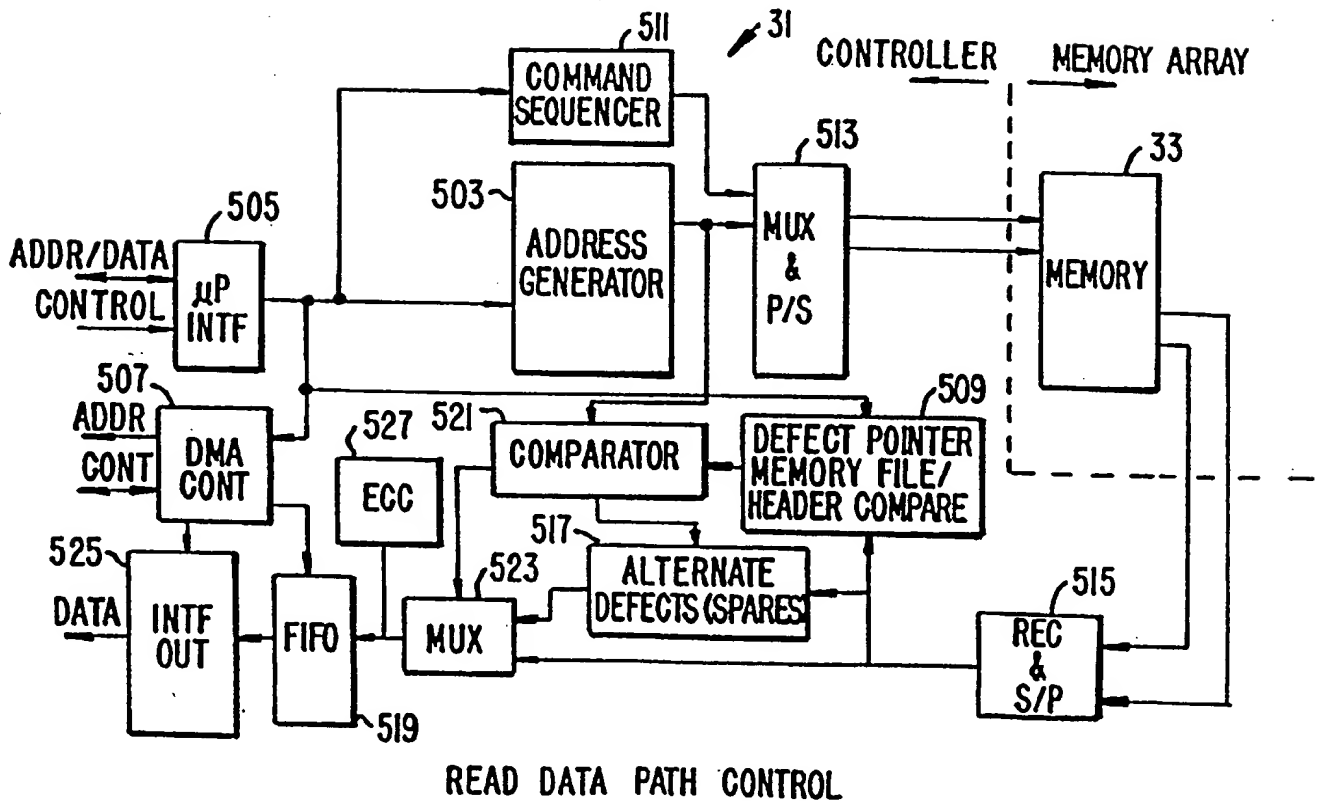 511
31
CONTROLLER
MEMORY ARRAY
COMMAND
SEQUENCER
513
33
505
503
ADDR/DATA
CONTROL
μP
INTF
ADDRESS
GENERATOR
MUX
&
P/S
MEMORY
507
ADDR
CONT
DMA
CONT
527
ECC
521
COMPARATOR
509
DEFECT POINTER
MEMORY FILE/
HEADER COMPARE
525
DATA
INTF
OUT
FIFO
519
523
MUX
517
ALTERNATE
DEFECTS (SPARES
515
REC
&
S/P
READ DATA PATH CONTROL